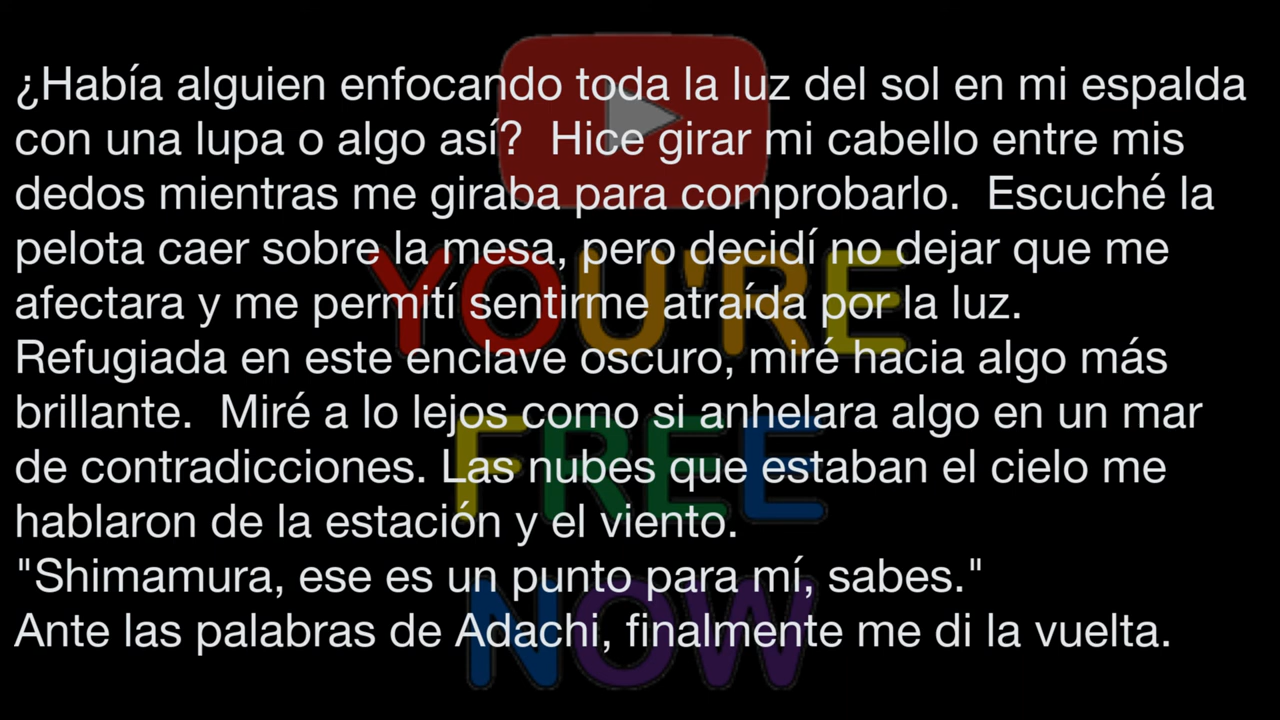 ¿Había alguien enfocando toda la luz del sol en mi espalda
con una lupa o algo así?  Hice girar mi cabello entre mis
dedos mientras me giraba para comprobarlo.  Escuché la
pelota caer sobre la mesa, pero decidí no dejar que me
afectara y me permití sentirme atraída por la luz.
Refugiada en este enclave oscuro, miré hacia algo más
brillante.  Miré a lo lejos como si anhelara algo en un mar
de contradicciones. Las nubes que estaban el cielo me
hablaron de la estación y el viento.
"Shimamura, ese es un punto para mí, sabes."
Ante las palabras de Adachi, finalmente me di la vuelta.
YOU'RE
FREE
NOW